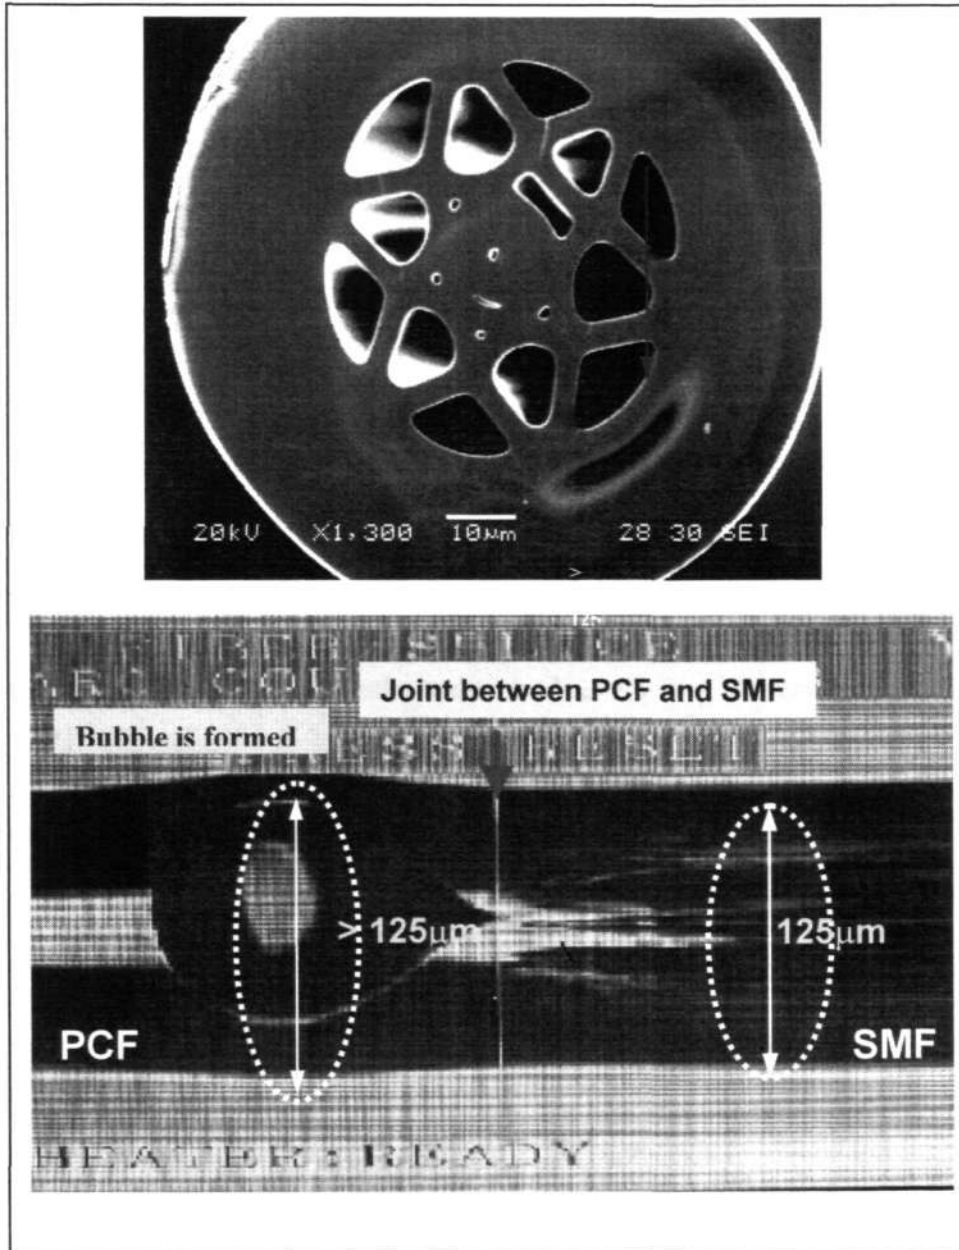 20kV X1,300 10μm 28 30 SEI
>
Joint between PCF and SMF
Bubble is formed
> 125μm
125μm
PCF
SMF
HEATER: READY